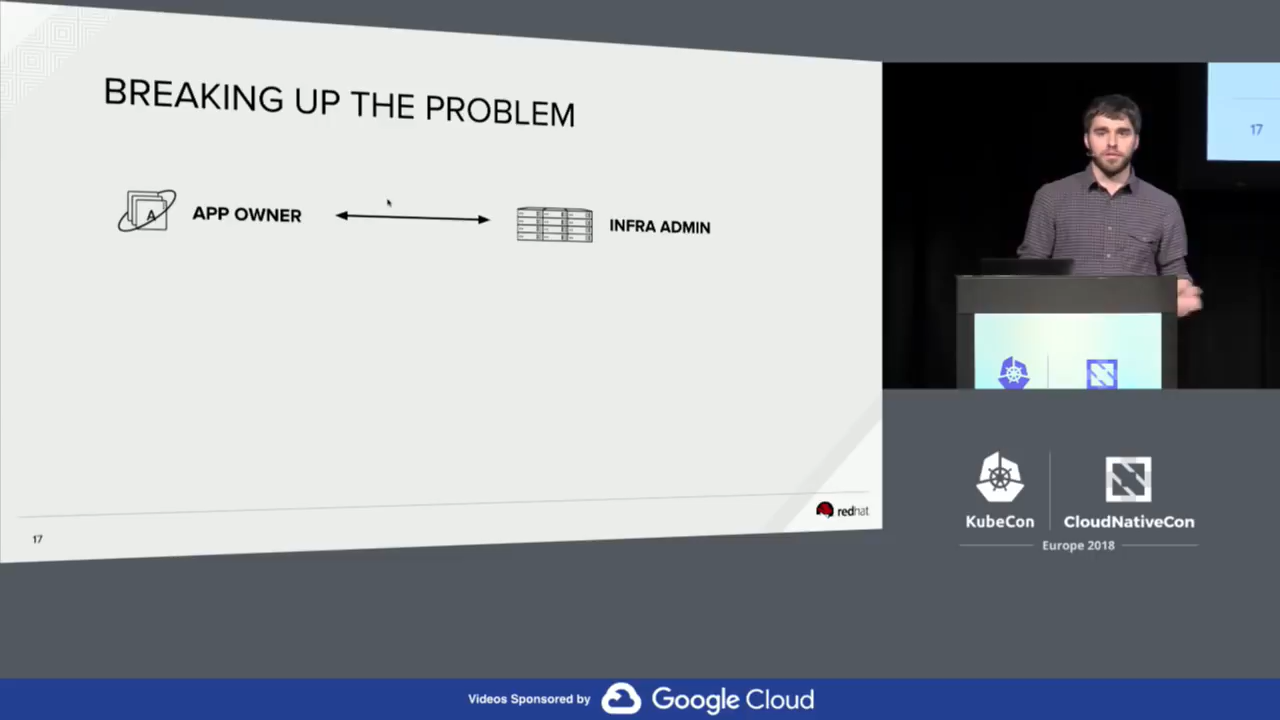 BREAKING UP THE PROBLEM
A
APP OWNER
INFRA ADMIN
17
redhat
17
KubeCon
CloudNativeCon
Europe 2018
Videos Sponsored by Google Cloud